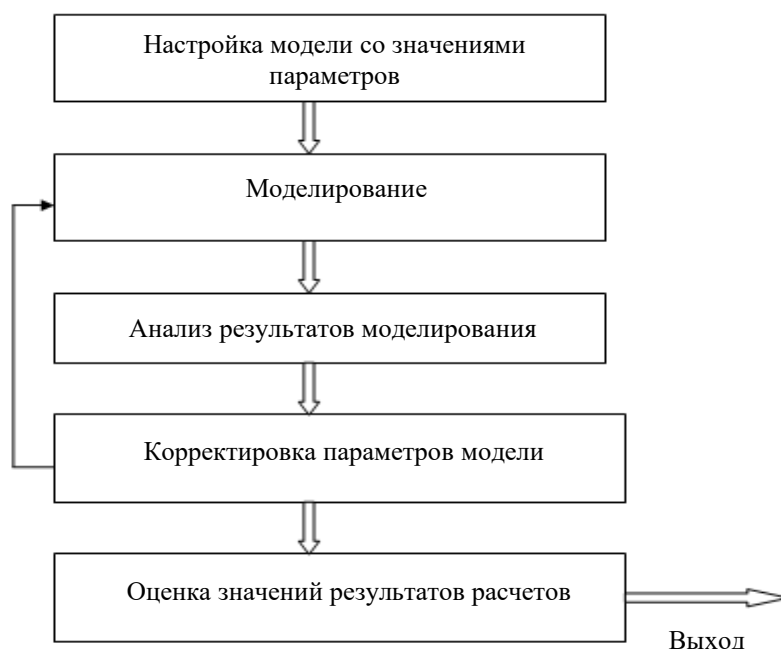 Настройка модели со значениями
параметров
Моделирование
Анализ результатов моделирования
Корректировка параметров модели
Оценка значений результатов расчетов
Выход